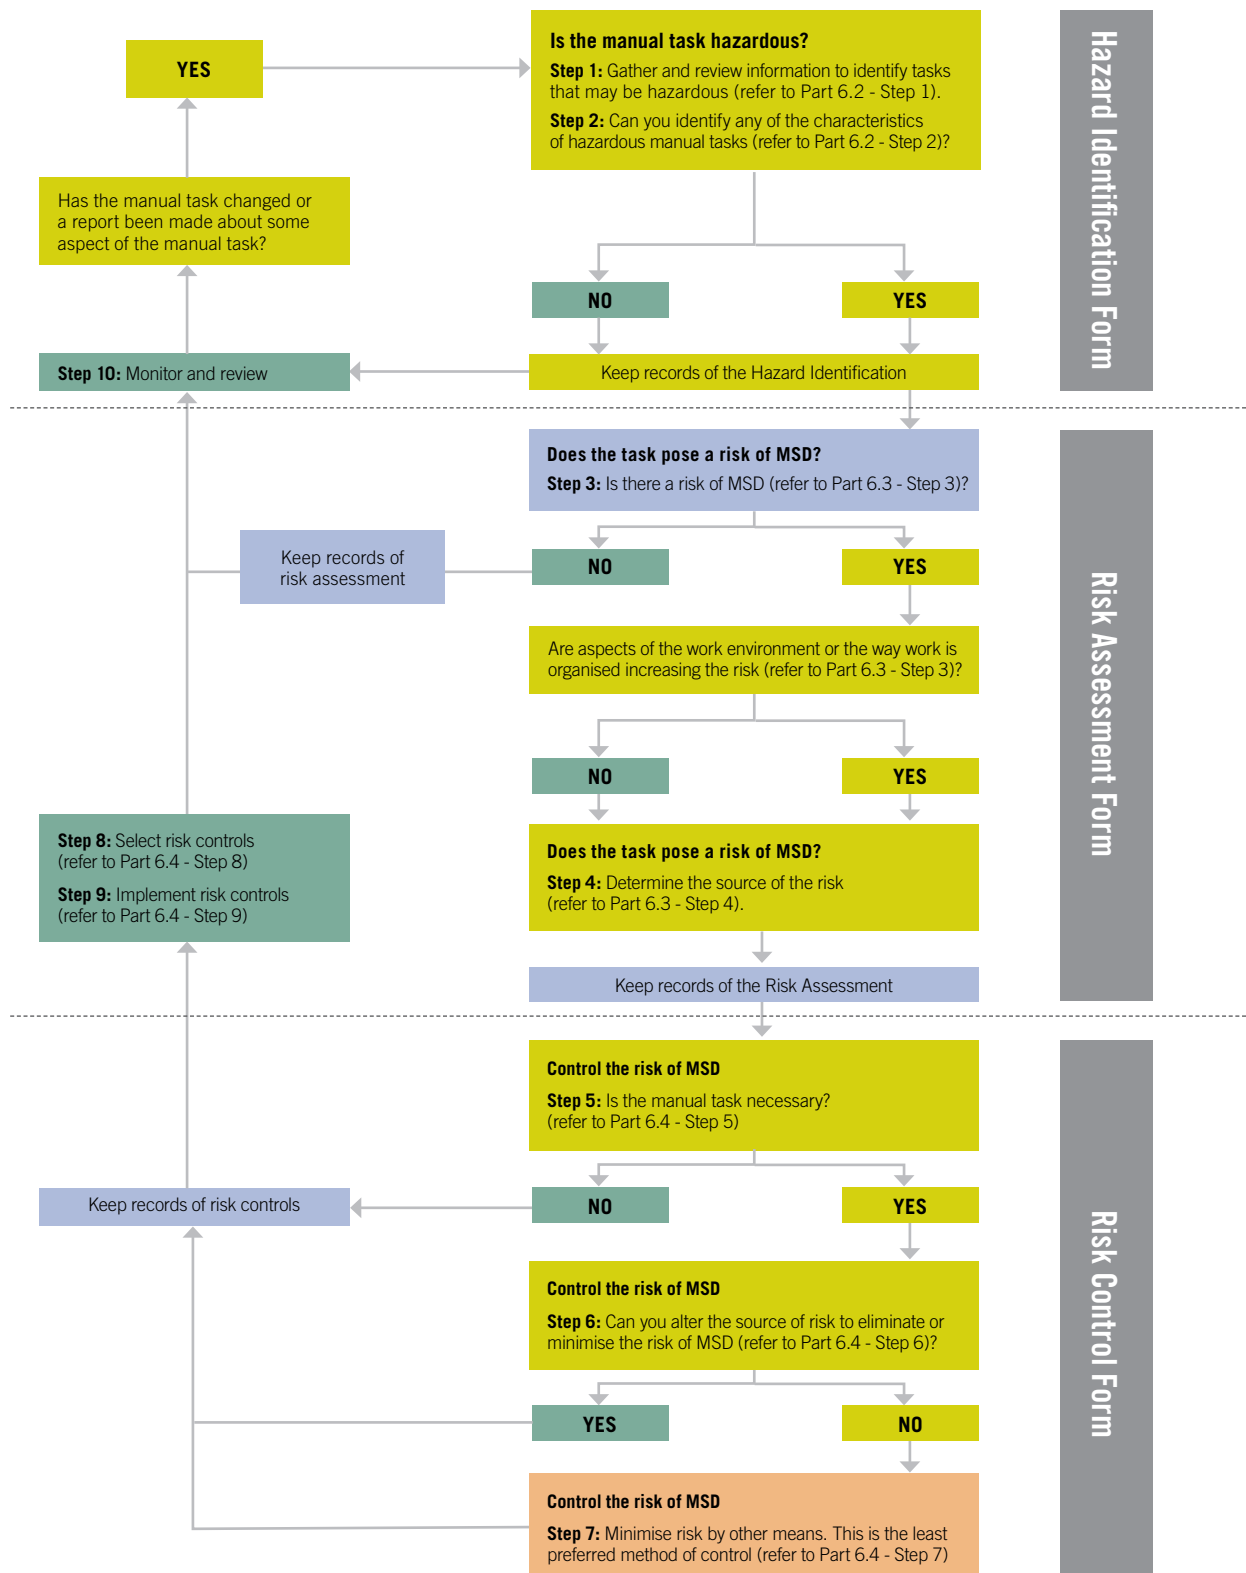 YES
Is the manual task hazardous?
Step 1: Gather and review information to identify tasks
that may be hazardous (refer to Part 6.2 - Step 1).
Step 2: Can you identify any of the characteristics
of hazardous manual tasks (refer to Part 6.2 - Step 2)?
Hazard Identification Form
Has the manual task changed or
a report been made about some
aspect of the manual task?
NO
YES
Step 10: Monitor and review
Keep records of the Hazard Identification
Does the task pose a risk of MSD?
Step 3: Is there a risk of MSD (refer to Part 6.3 - Step 3)?
Keep records of
risk assessment
NO
YES
Risk Assessment Form
Are aspects of the work environment or the way work is
organised increasing the risk (refer to Part 6.3 - Step 3)?
NO
YES
Step 8: Select risk controls
(refer to Part 6.4 - Step 8)
Step 9: Implement risk controls
(refer to Part 6.4 - Step 9)
Does the task pose a risk of MSD?
Step 4: Determine the source of the risk
(refer to Part 6.3 - Step 4).
Keep records of the Risk Assessment
Control the risk of MSD
Step 5: Is the manual task necessary?
(refer to Part 6.4 - Step 5)
Keep records of risk controls
NO
YES
Risk Control Form
Control the risk of MSD
Step 6: Can you alter the source of risk to eliminate or
minimise the risk of MSD (refer to Part 6.4 - Step 6)?
YES
NO
Control the risk of MSD
Step 7: Minimise risk by other means. This is the least
preferred method of control (refer to Part 6.4 - Step 7)